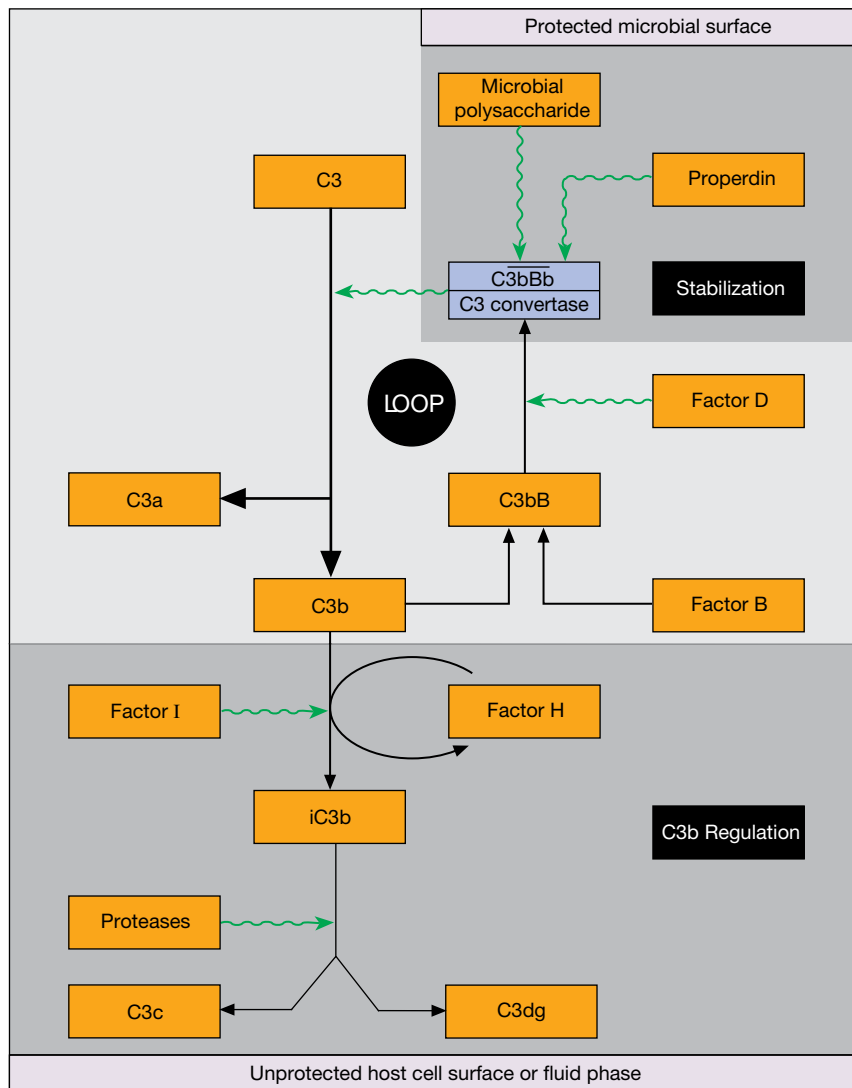 Protected microbial surface
Microbial
polysaccharide
C3
Properdin
C3bBb
C3 convertase
Stabilization
LOOP
Factor D
C3a
C3bB
C3b
Factor B
Factor I
Factor H
iC3b
C3b Regulation
Proteases
C3c
C3dg
Unprotected host cell surface or fluid phase